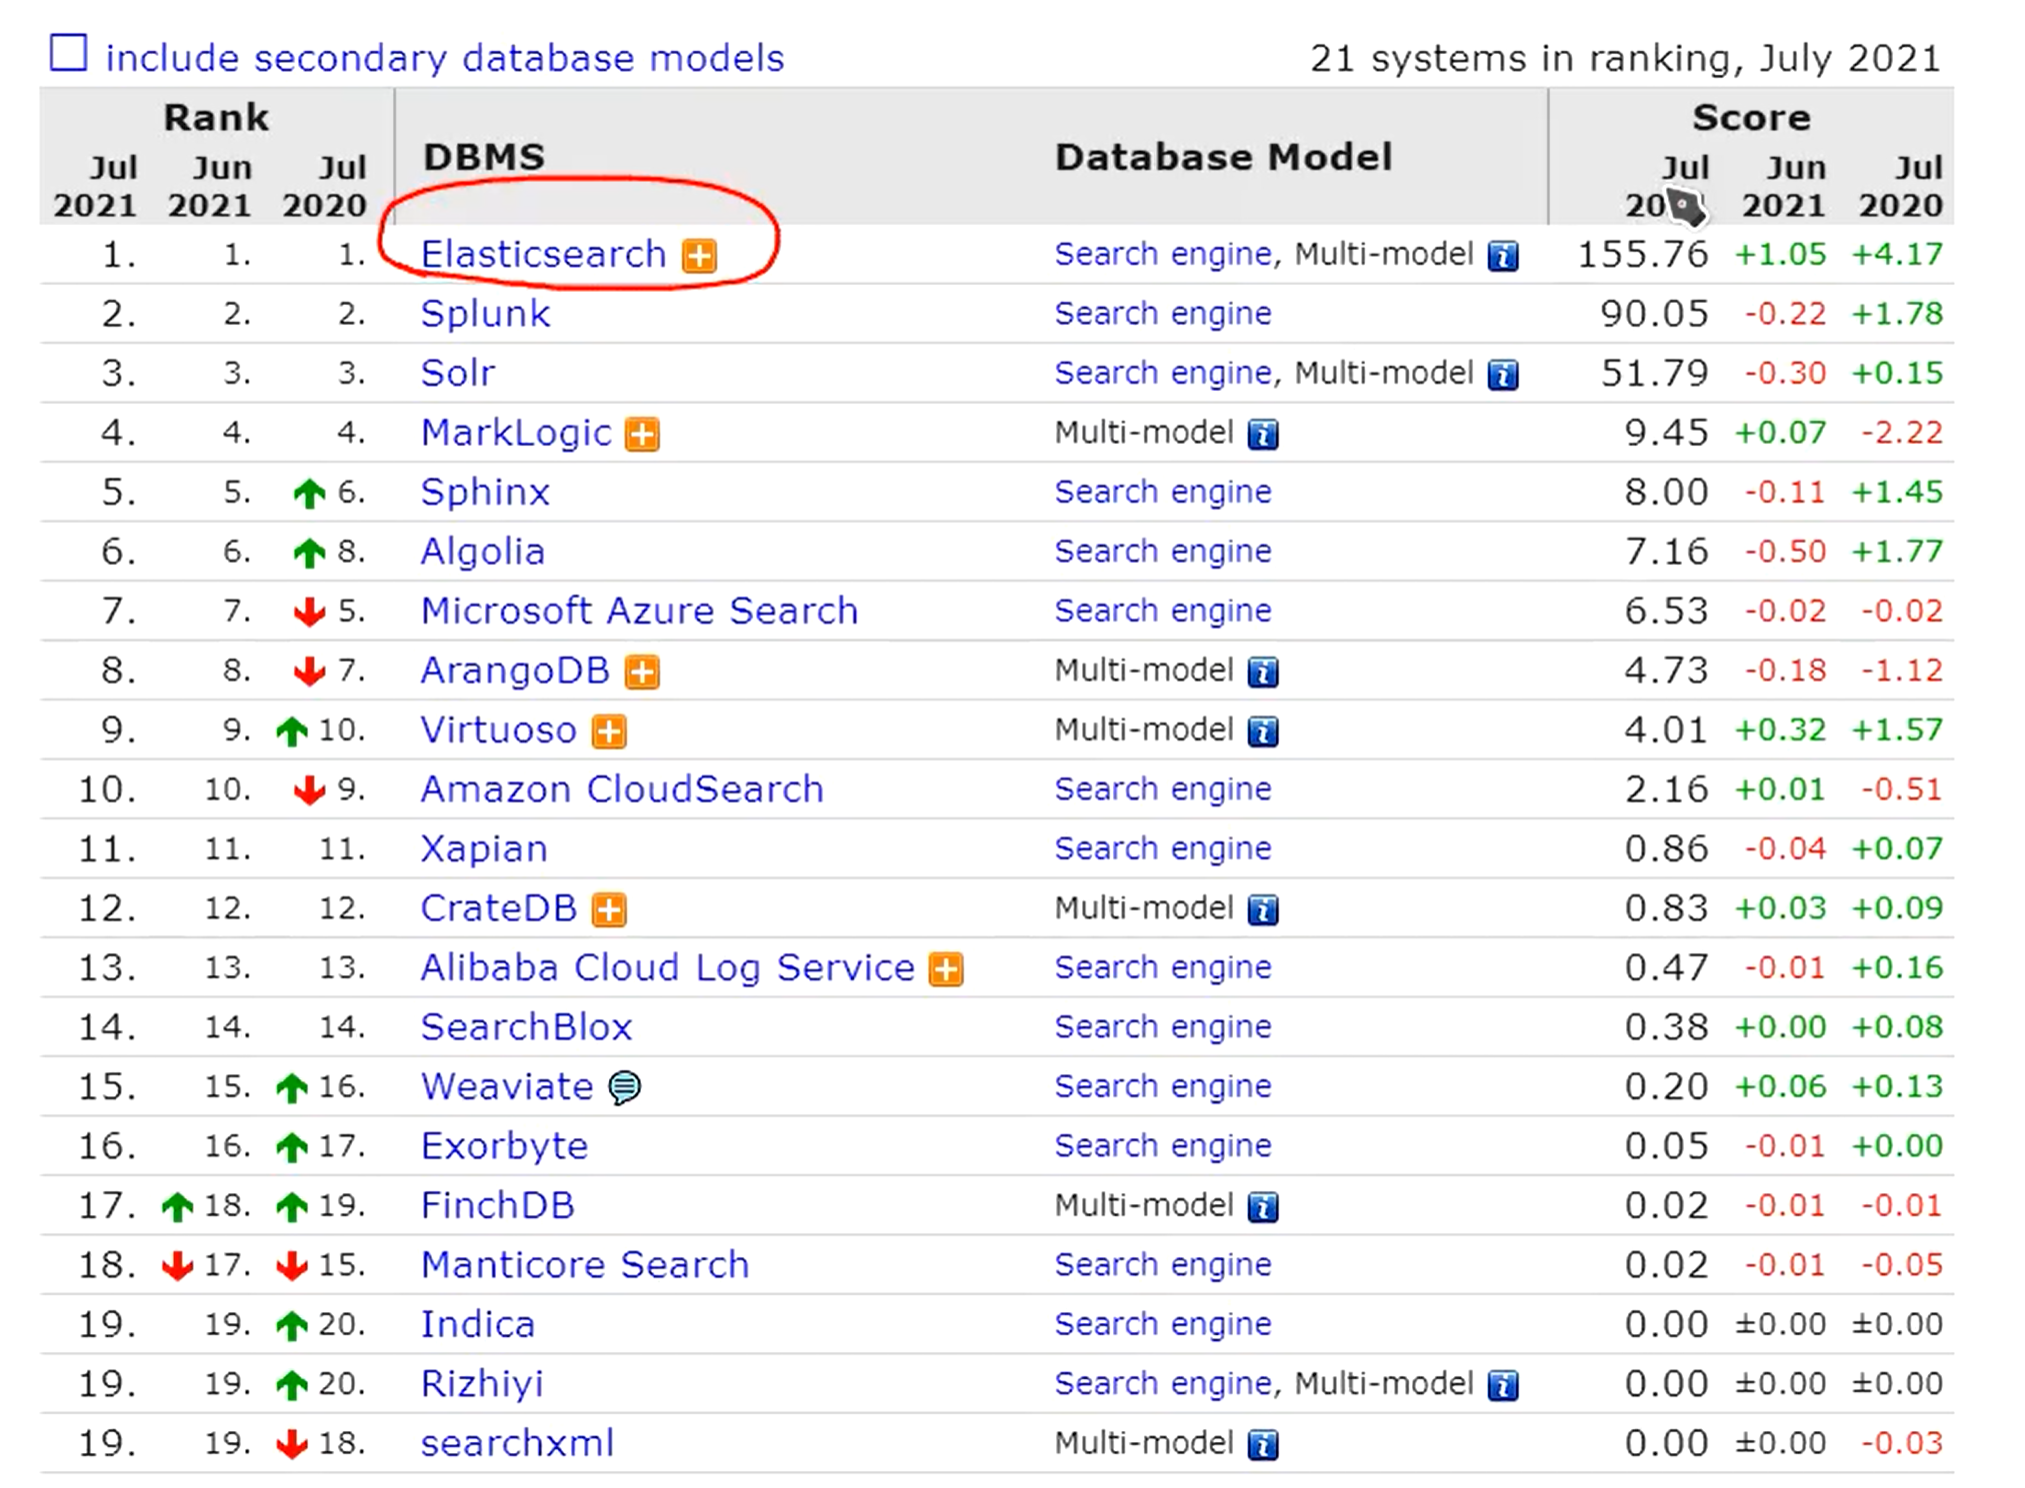 include secondary database models 21 systems in ranking, July 2021
Rank DBMS Database Model Score
Jul Jun Jul Jul Jun Jul
2021 2021 2020 20 2021 2020
1. 1. 1. Elasticsearch Search engine, Multi-model 155.76 +1.05 +4.17
2. 2. 2. Splunk Search engine 90.05 -0.22 +1.78
3. 3. 3. Solr Search engine, Multi-model 51.79 -0.30 +0.15
4. 4. 4. MarkLogic Multi-model 9.45 +0.07 -2.22
5. 5. 6. Sphinx Search engine 8.00 -0.11 +1.45
6. 6. 8. Algolia Search engine 7.16 -0.50 +1.77
7. 7. 5. Microsoft Azure Search Search engine 6.53 -0.02 -0.02
8. 8. 7. ArangoDB Multi-model 4.73 -0.18 -1.12
9. 9. 10. Virtuoso Multi-model 4.01 +0.32 +1.57
10. 10. 9. Amazon CloudSearch Search engine 2.16 +0.01 -0.51
11. 11. 11. Xapian Search engine 0.86 -0.04 +0.07
12. 12. 12. CrateDB Multi-model 0.83 +0.03 +0.09
13. 13. 13. Alibaba Cloud Log Service Search engine 0.47 -0.01 +0.16
14. 14. 14. SearchBlox Search engine 0.38 +0.00 +0.08
15. 15. 16. Weaviate Search engine 0.20 +0.06 +0.13
16. 16. 17. Exorbyte Search engine 0.05 -0.01 +0.00
17. 18. 19. FinchDB Multi-model 0.02 -0.01 -0.01
18. 17. 15. Manticore Search Search engine 0.02 -0.01 -0.05
19. 19. 20. Indica Search engine 0.00 ±0.00 ±0.00
19. 19. 20. Rizhiyi Search engine, Multi-model 0.00 ±0.00 ±0.00
19. 19. 18. searchxml Multi-model 0.00 ±0.00 -0.03